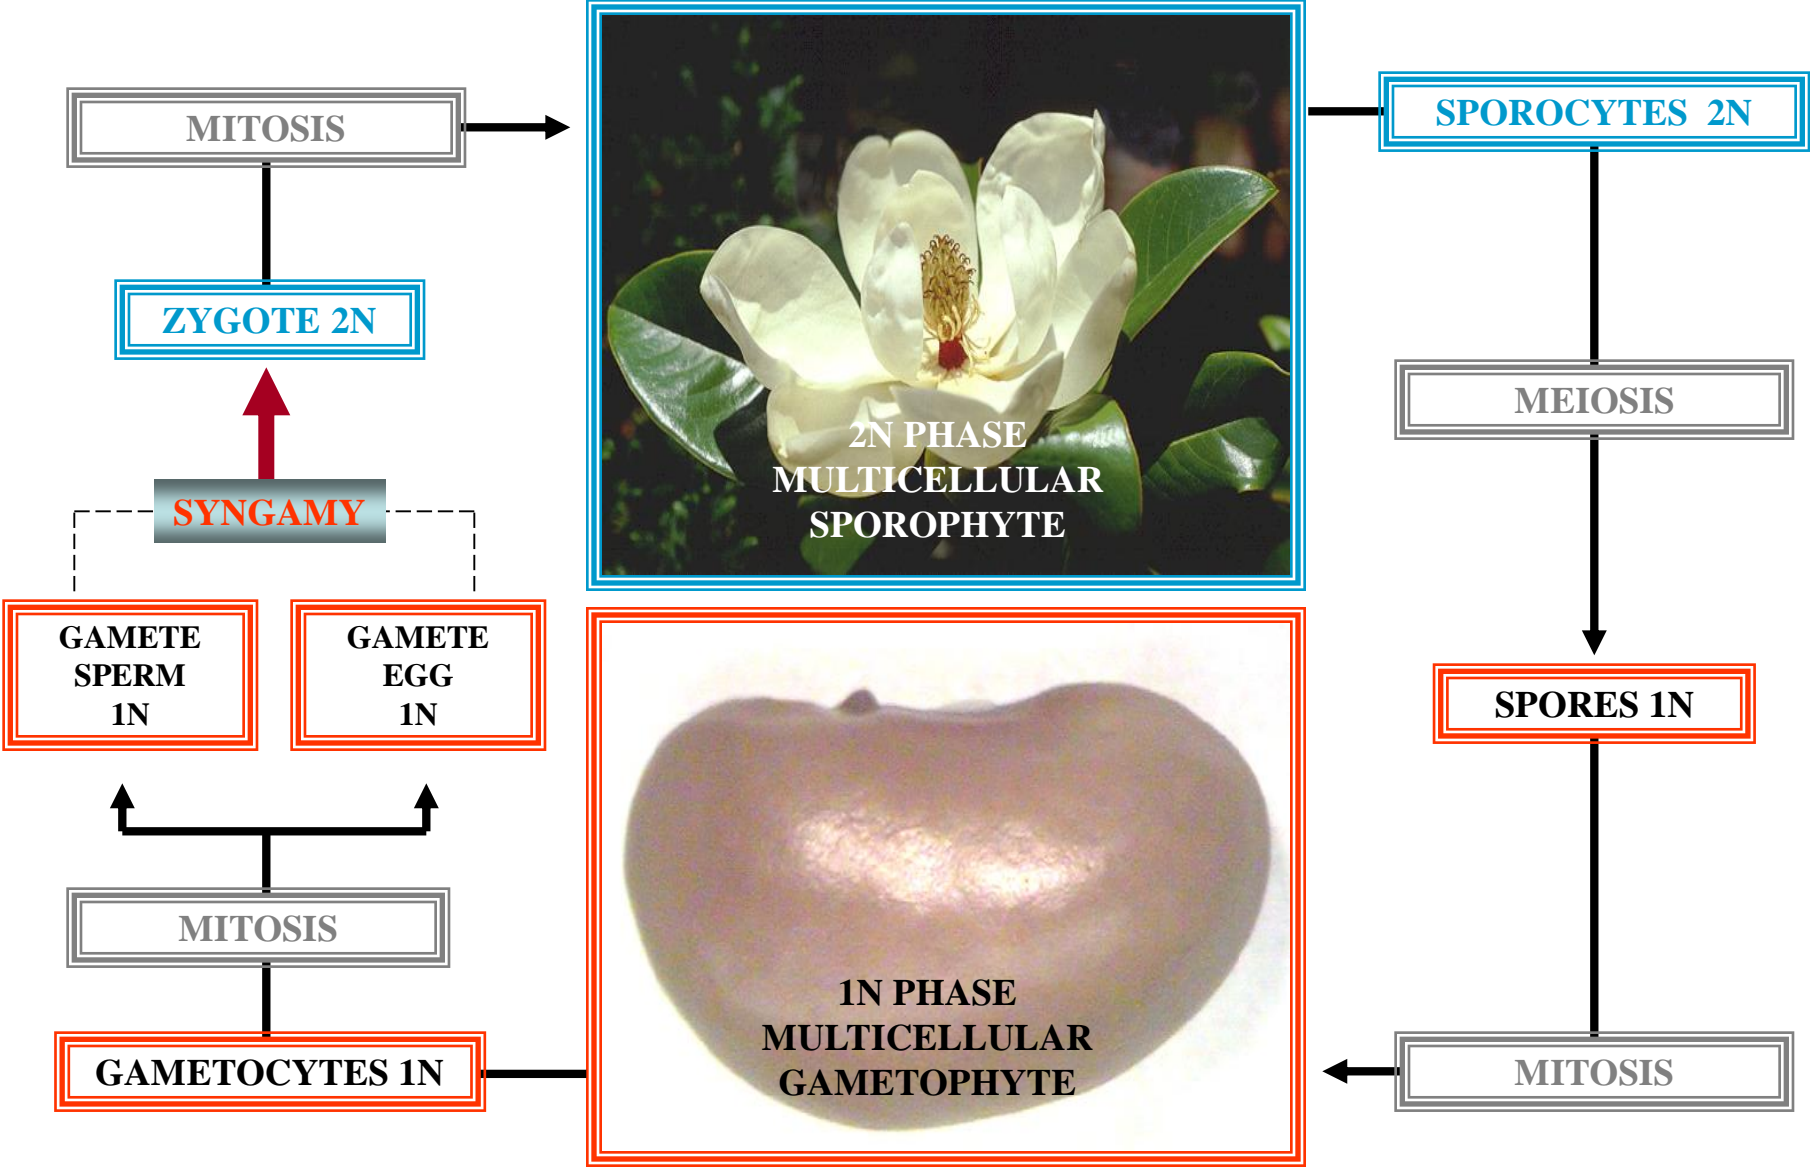 MITOSIS
SPOROCYTES 2N
ZYGOTE 2N
MEIOSIS
2N PHASE
MULTICELLULAR
SPOROPHYTE
SYNGAMY
GAMETE
SPERM
1N
GAMETE
EGG
1N
SPORES 1N
MITOSIS
1N PHASE
MULTICELLULAR
GAMETOPHYTE
GAMETOCYTES 1N
MITOSIS